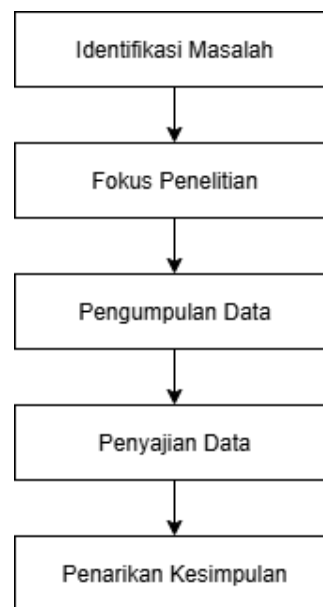 Identifikasi Masalah
Fokus Penelitian
Pengumpulan Data
Penyajian Data
Penarikan Kesimpulan